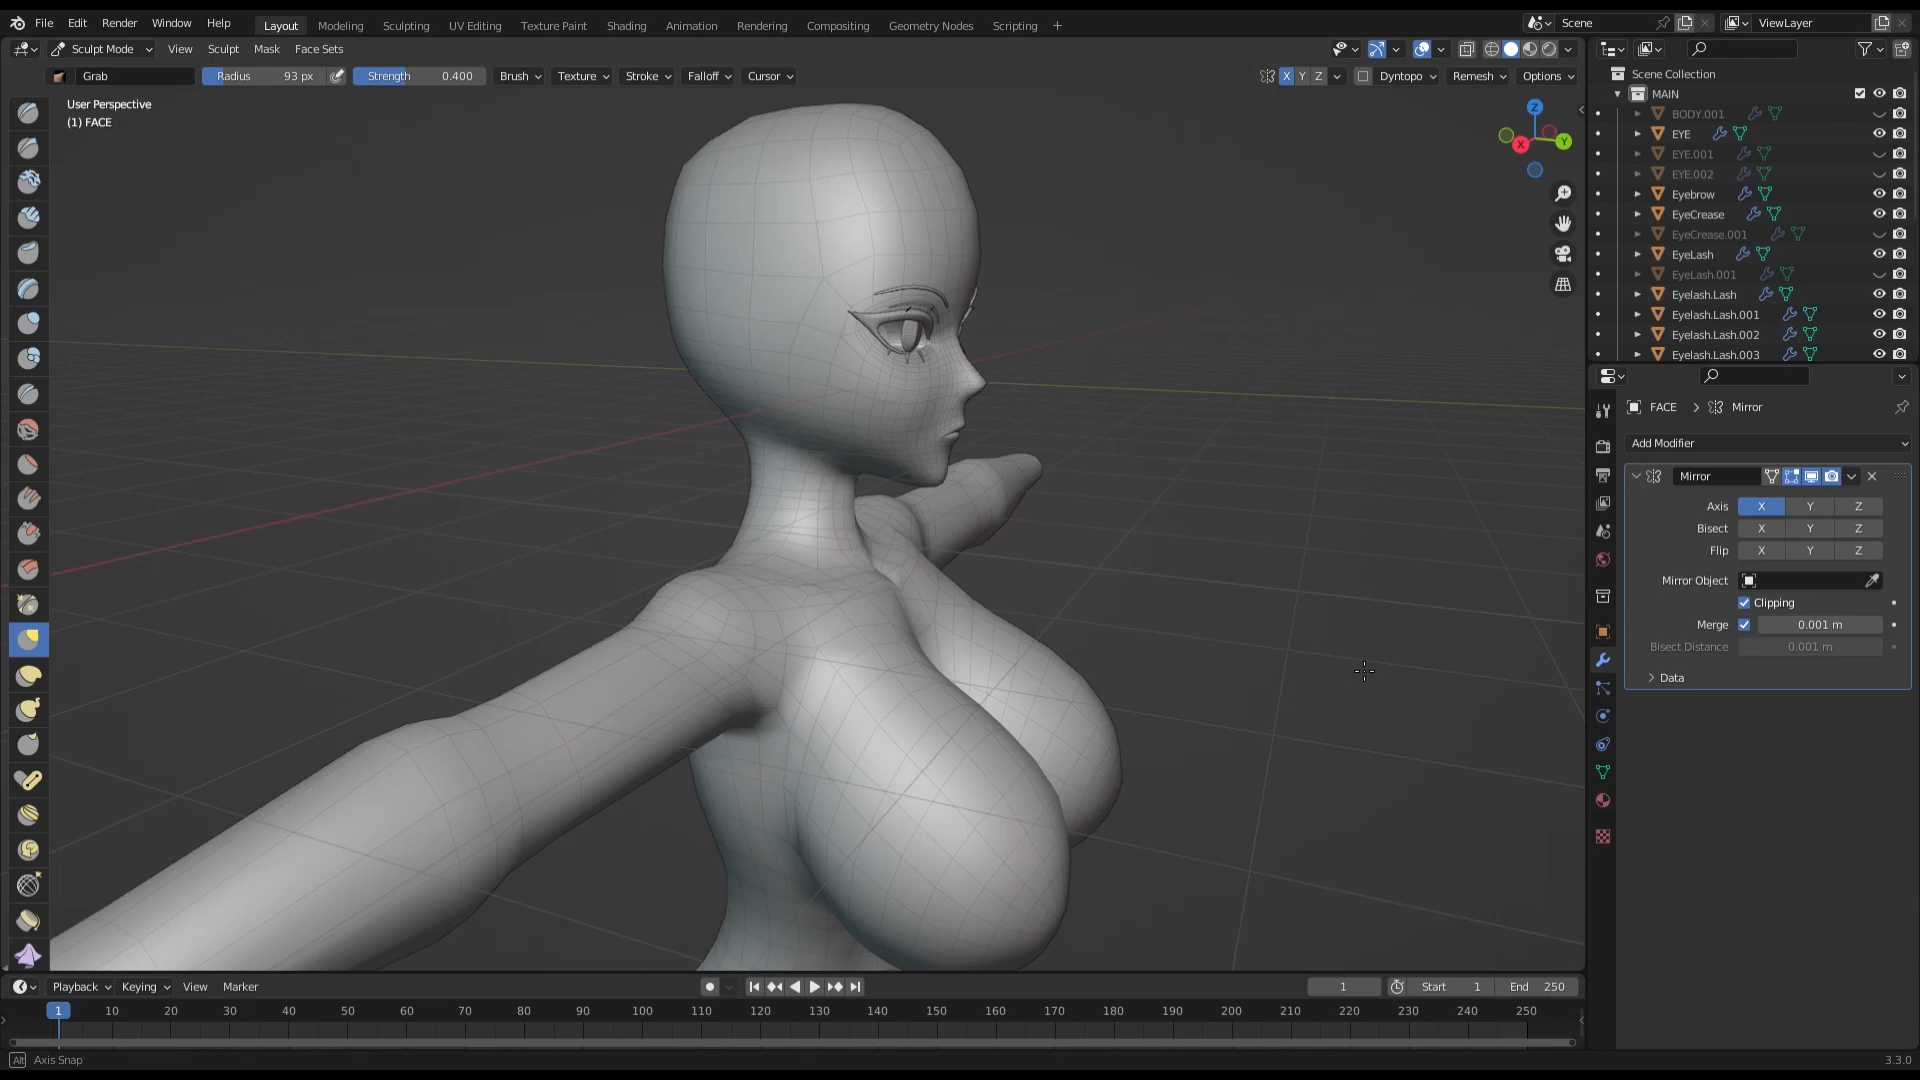 File Edit Render Window Help Layout Modeling Sculpting UV Editing Texture Paint Shading Animation Rendering Compositing Geometry Nodes Scripting + Scene ViewLayer
Sculpt Mode View Sculpt Mask Face Sets
Grab Radius 93 px Strength 0.400 Brush Texture Stroke Falloff Cursor X Y Z Dyntopo Remesh Options
User Perspective
(1) FACE
Z
Y
X
Scene Collection
MAIN
BODY.001
EYE
EYE.001
EYE.002
Eyebrow
EyeCrease
EyeCrease.001
EyeLash
EyeLash.001
Eyelash.Lash
Eyelash.Lash.001
Eyelash.Lash.002
Eyelash.Lash.003
FACE > Mirror
Add Modifier
Mirror
Axis X Y Z
Bisect X Y Z
Flip X Y Z
Mirror Object
Clipping
Merge 0.001 m
Bisect Distance 0.001 m
Data
Playback Keying View Marker 1 Start 1 End 250
1 10 20 30 40 50 60 70 80 90 100 110 120 130 140 150 160 170 180 190 200 210 220 230 240 250
Alt Axis Snap 3.3.0